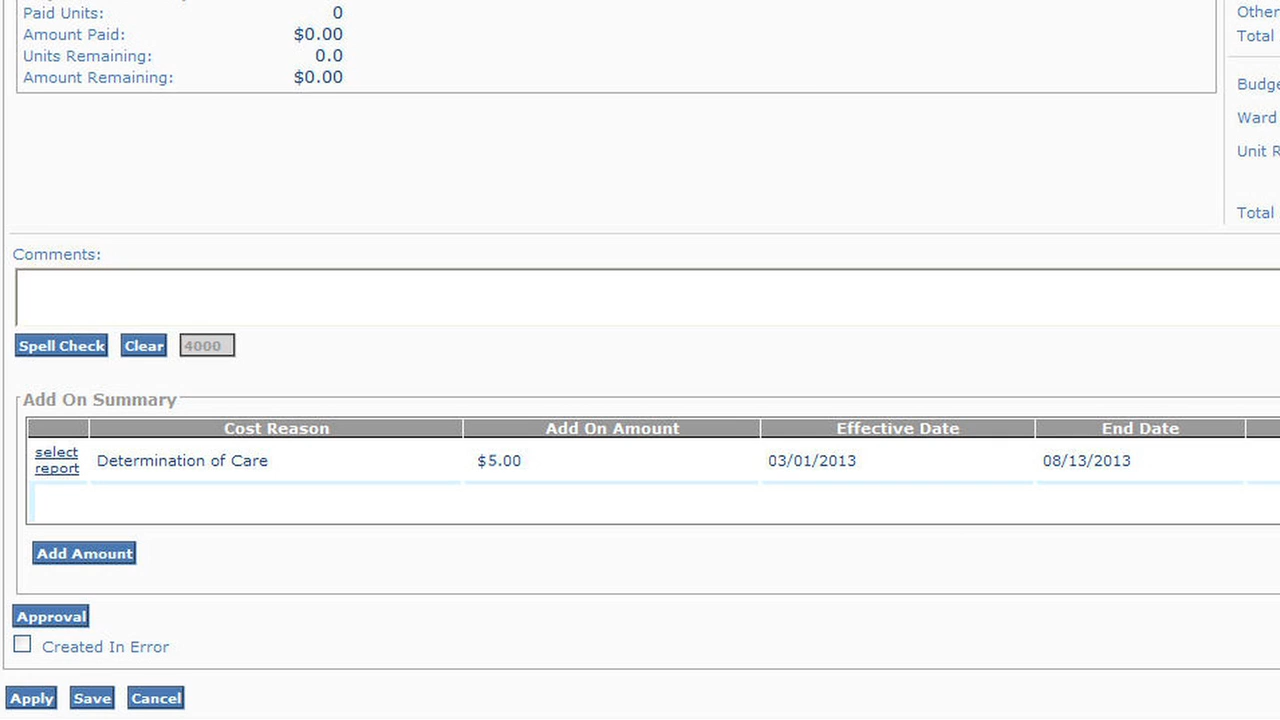 Paid Units: 0
Amount Paid: $0.00
Units Remaining: 0.0
Amount Remaining: $0.00
Other
Total
Budge
Ward
Unit R
Total
Comments:
Spell Check Clear 4000
Add On Summary
Cost Reason Add On Amount Effective Date End Date
select report Determination of Care $5.00 03/01/2013 08/13/2013
Add Amount
Approval
Created In Error
Apply Save Cancel